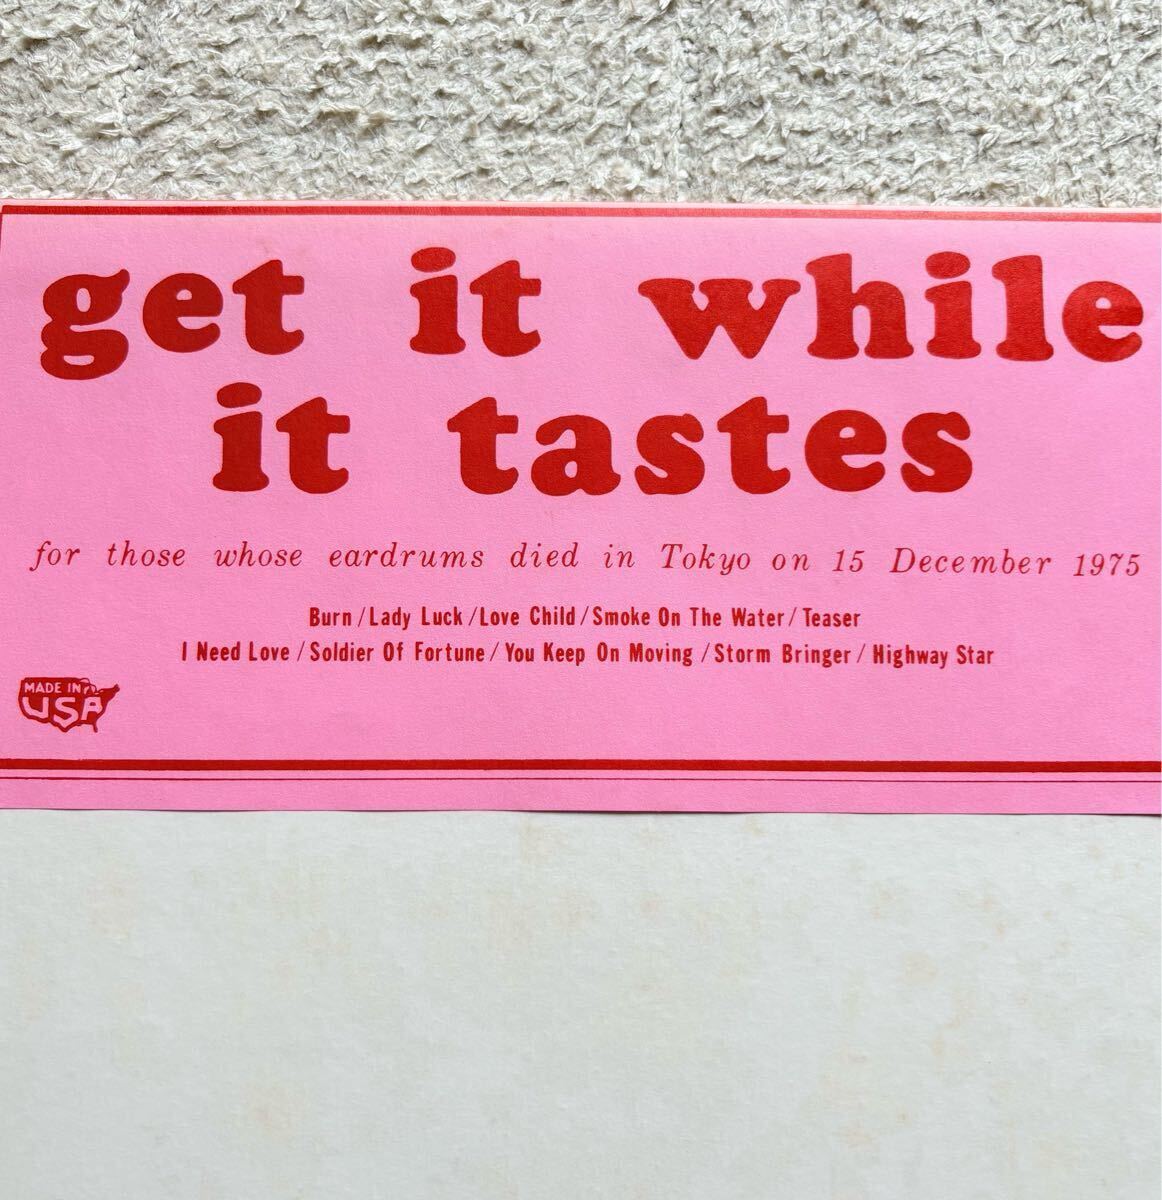 get it while
it tastes
for those whose eardrums died in Tokyo on 15 December 1975
Burn/Lady Luck/Love Child/Smoke On The Water/Teaser
I Need Love/Soldier Of Fortune/You Keep On Moving/Storm Bringer/Highway Star
MADE IN
USA